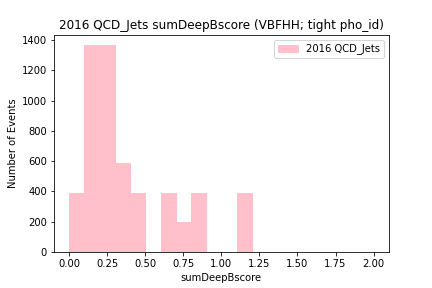 2016 QCD_Jets sumDeepBscore (VBFHH; tight pho_id)
2016 QCD_Jets
Number of Events
1400
1200
1000
800
600
400
200
0
0.00 0.25 0.50 0.75 1.00 1.25 1.50 1.75 2.00
sumDeepBscore